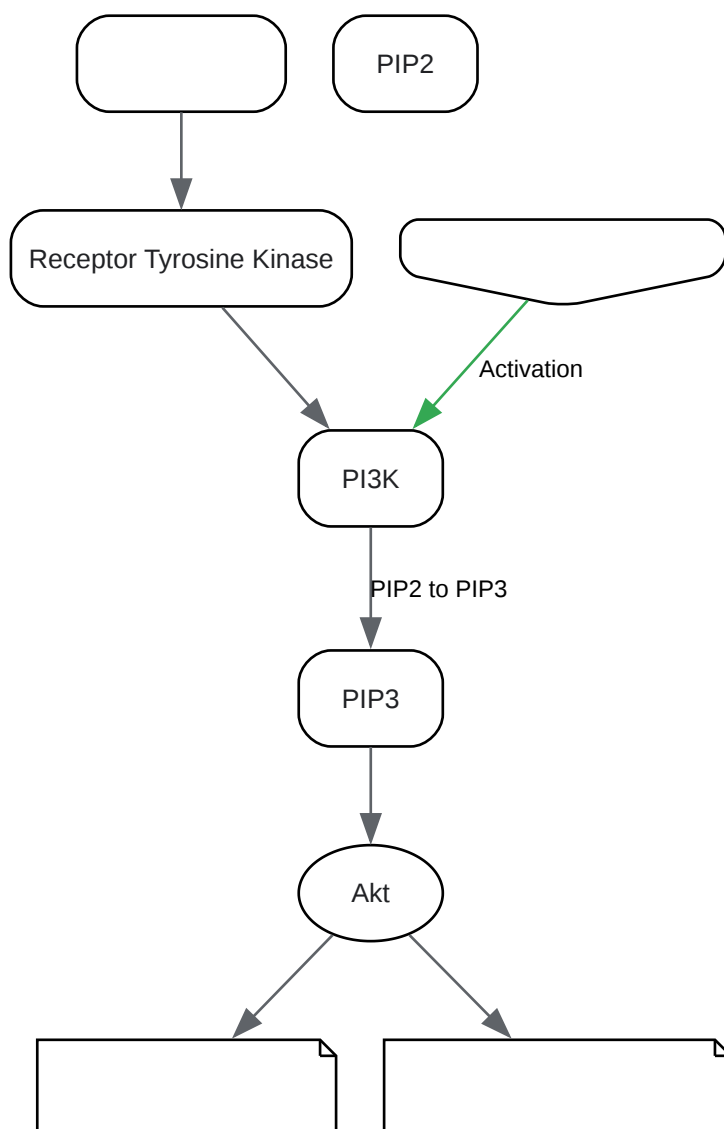 PIP2
Receptor Tyrosine Kinase
Activation
PI3K
PIP2 to PIP3
PIP3
Akt